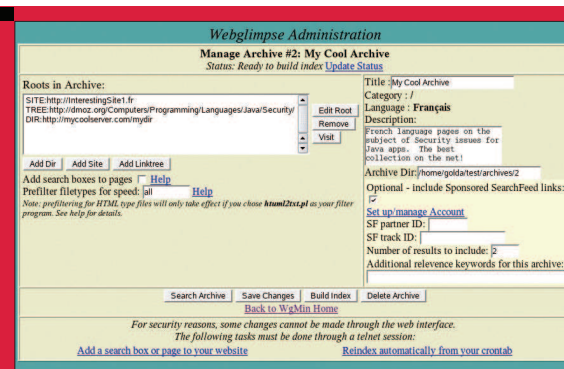 Webglimpse Administration
Manage Archive #2: My Cool Archive
Status: Ready to build index Update Status
Roots in Archive:
SITE:http://InterestingSite1.fr
TREE:http://dmoz.org/Computers/Programming/Languages/Java/Security/
DIR:http://mycoolserver.com/mydir
Edit Root
Remove
Visit
Add Dir Add Site Add Linktree
Add search boxes to pages Help
Prefilter filetypes for speed: all Help
Note: prefiltering for HTML type files will only take effect if you chose htuml2txt.pl as your filter
program. See help for details.
Title : My Cool Archive
Category : /
Language : Français
Description:
French language pages on the
subject of Security issues for
Java apps. The best
collection on the net!
Archive Dir: /home/golda/test/archives/2
Optional - include Sponsored SearchFeed links:
Set up/manage Account
SF partner ID:
SF track ID:
Number of results to include: 2
Additional relevence keywords for this archive:
Search Archive Save Changes Build Index Delete Archive
Back to WgMin Home
For security reasons, some changes cannot be made through the web interface.
The following tasks must be done through a telnet session:
Add a search box or page to your website Reindex automatically from your crontab